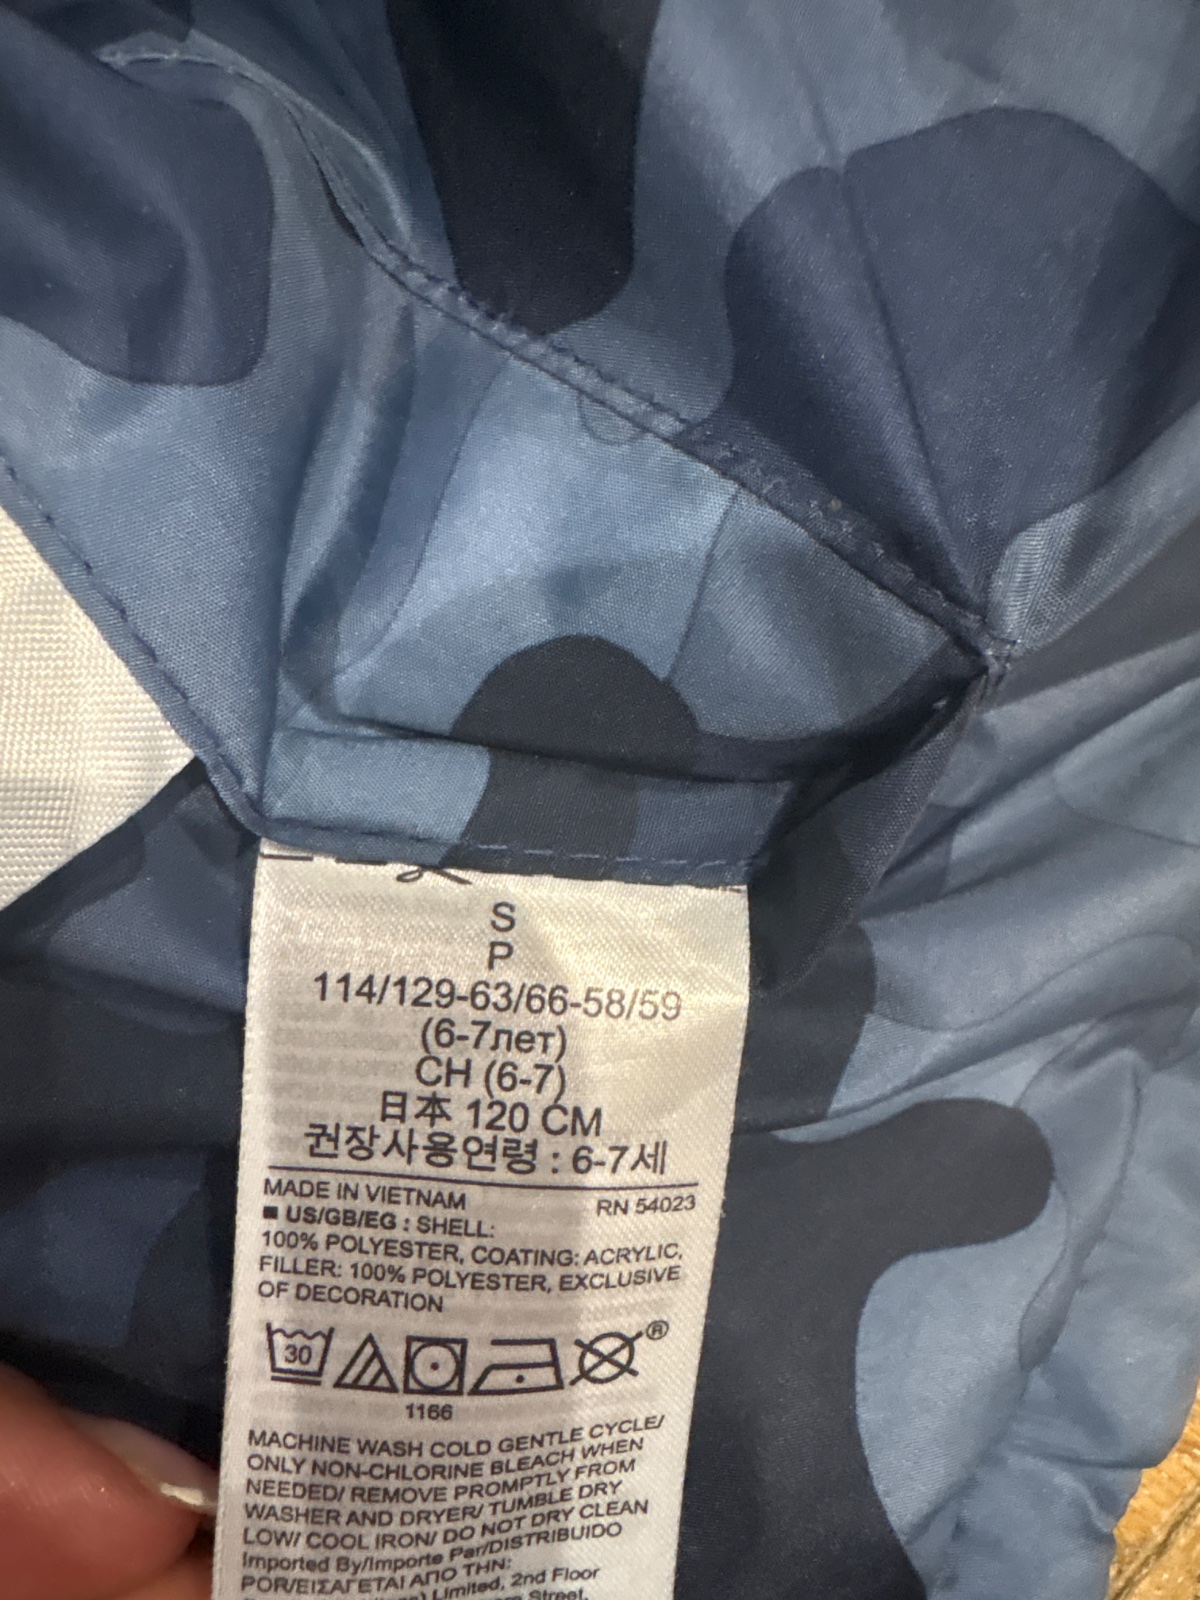 S
P
114/129-63/66-58/59
(6-7лет)
CH (6-7)
日本 120 CM
권장사용연령 : 6-7세
MADE IN VIETNAM RN 54023
■ US/GB/EG : SHELL:
100% POLYESTER, COATING: ACRYLIC,
FILLER: 100% POLYESTER, EXCLUSIVE
OF DECORATION
30
®
1166
MACHINE WASH COLD GENTLE CYCLE/
ONLY NON-CHLORINE BLEACH WHEN
NEEDED/ REMOVE PROMPTLY FROM
WASHER AND DRYER/ TUMBLE DRY
LOW/ COOL IRON/ DO NOT DRY CLEAN
Imported By/Importe Par/DISTRIBUIDO
POR/ΕΙΣΑΓΕΤΑΙ ΑΠΟ ΤΗΝ:
Limited, 2nd Floor
Street,